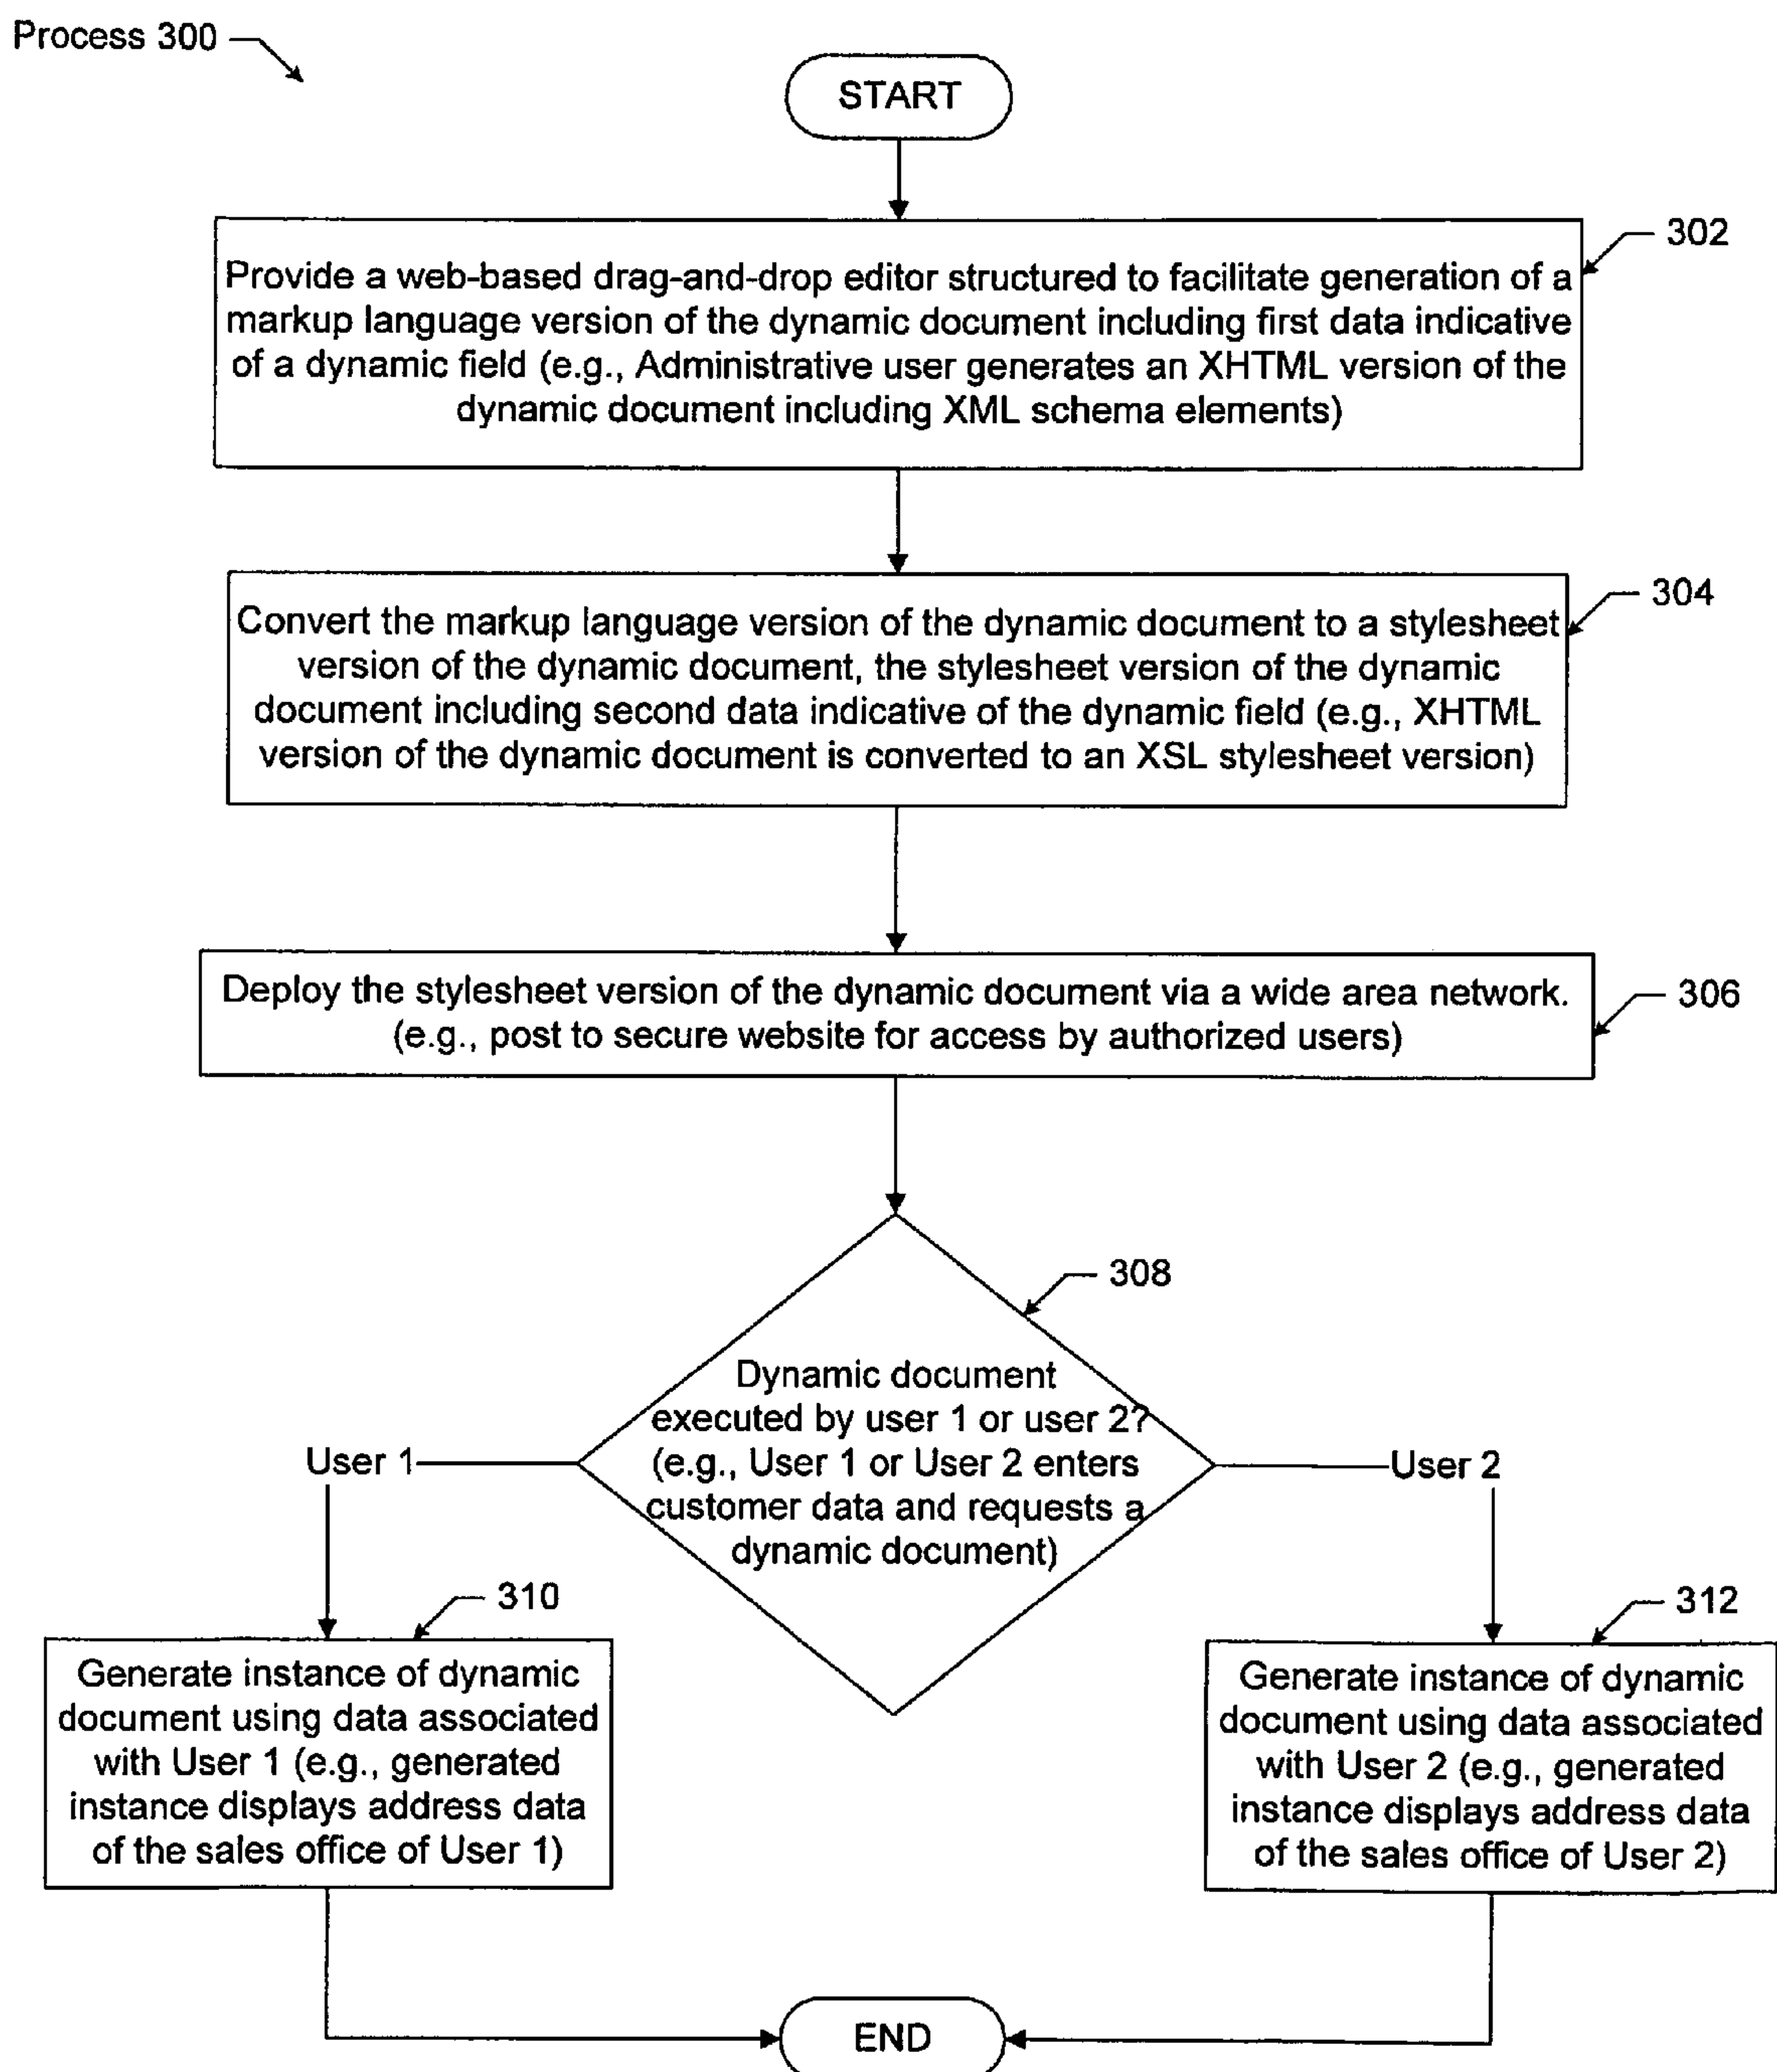 Process 300
START
302
Provide a web-based drag-and-drop editor structured to facilitate generation of a
markup language version of the dynamic document including first data indicative
of a dynamic field (e.g., Administrative user generates an XHTML version of the
dynamic document including XML schema elements)
304
Convert the markup language version of the dynamic document to a stylesheet
version of the dynamic document, the stylesheet version of the dynamic
document including second data indicative of the dynamic field (e.g., XHTML
version of the dynamic document is converted to an XSL stylesheet version)
306
Deploy the stylesheet version of the dynamic document via a wide area network.
(e.g., post to secure website for access by authorized users)
308
Dynamic document
executed by user 1 or user 2?
(e.g., User 1 or User 2 enters
customer data and requests a
dynamic document)
User 1
User 2
310
Generate instance of dynamic
document using data associated
with User 1 (e.g., generated
instance displays address data
of the sales office of User 1)
312
Generate instance of dynamic
document using data associated
with User 2 (e.g., generated
instance displays address data
of the sales office of User 2)
END